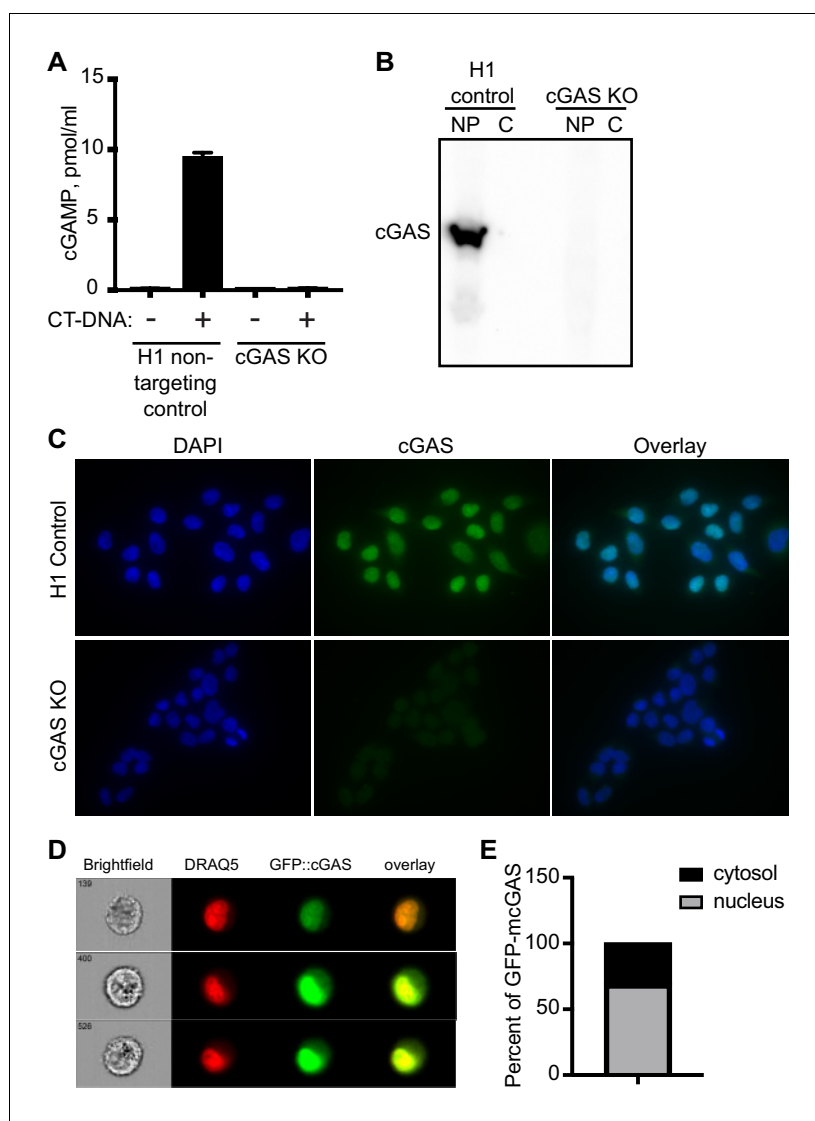 A
15
10
5
0
cGAMP, pmol/ml
CT-DNA: - + - +
H1 non-
targeting
control
cGAS KO
B
H1
control
cGAS KO
NP C NP C
cGAS
C
DAPI cGAS Overlay
H1 Control
cGAS KO
D
Brightfield DRAQ5 GFP::cGAS overlay
139
400
526
E
150
100
50
0
Percent of GFP-mcGAS
cytosol
nucleus